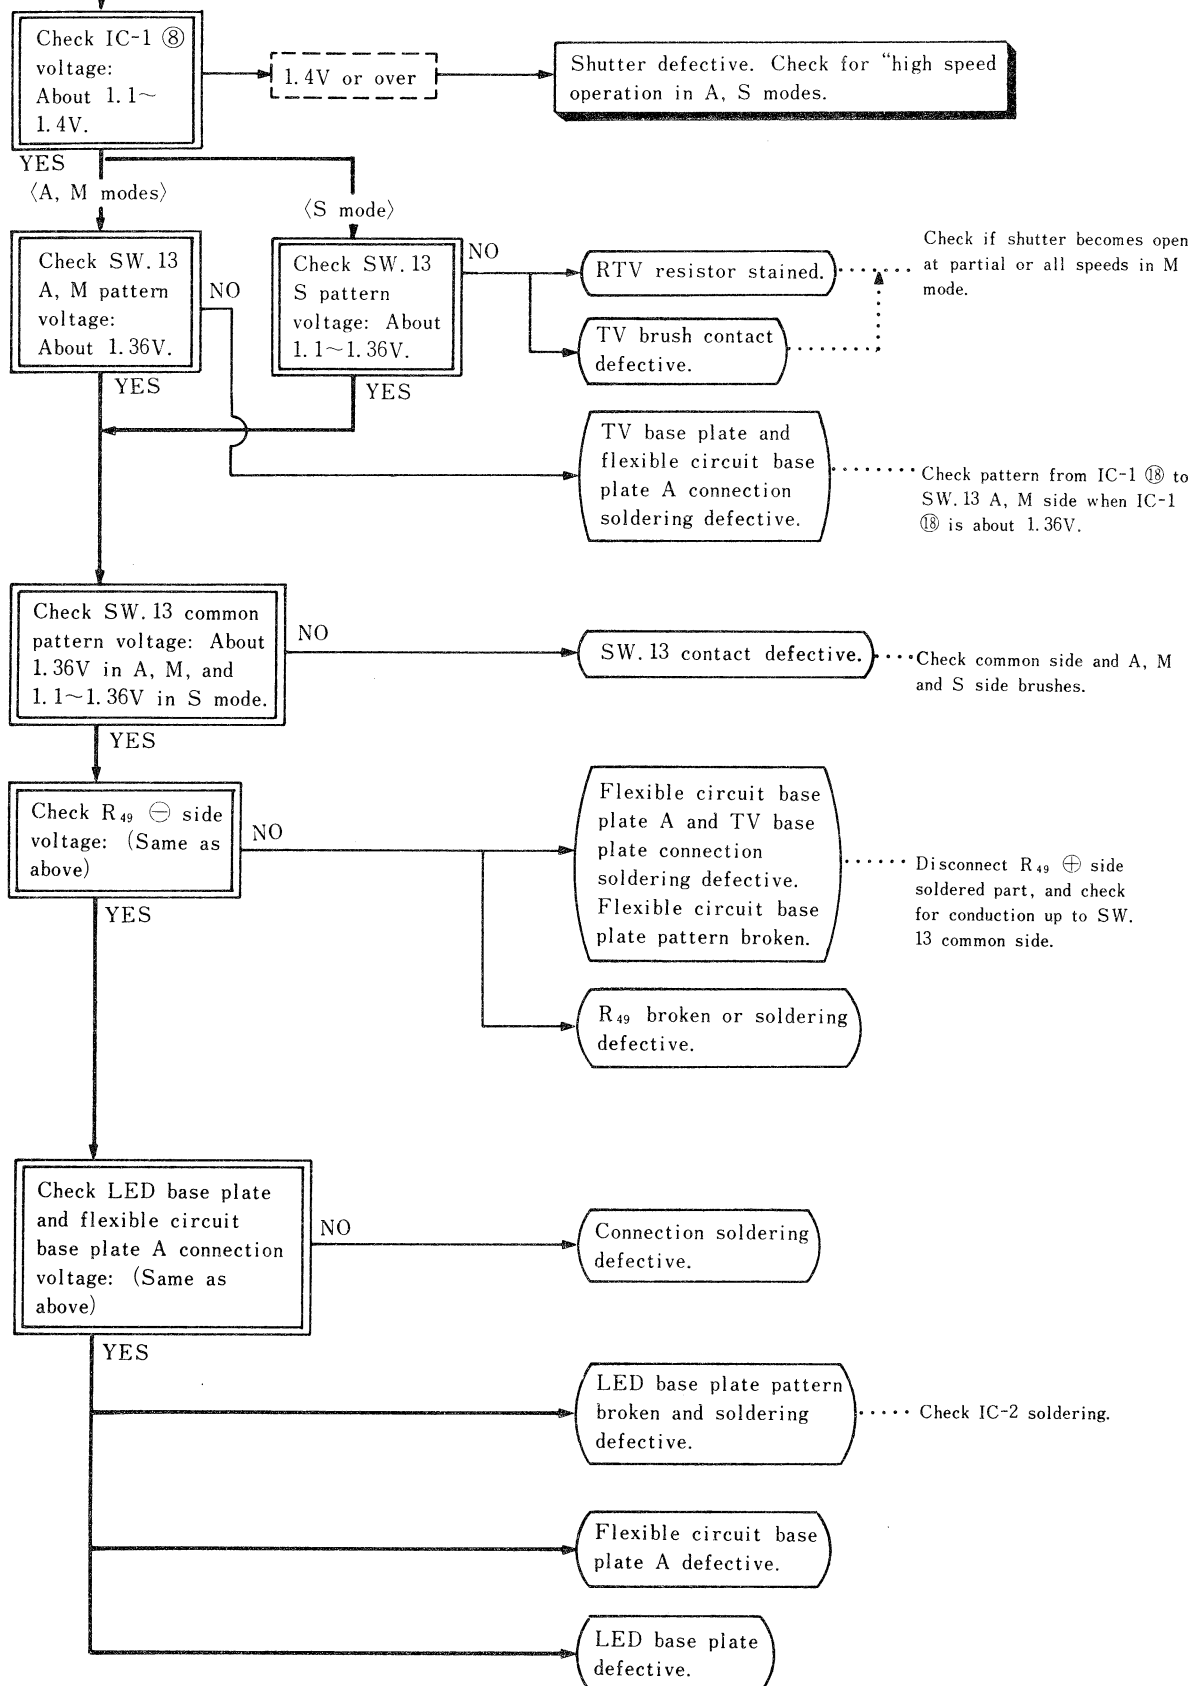 Check IC-1 ⑧
voltage:
About 1.1~
1.4V.
1.4V or over
Shutter defective. Check for “high speed
operation in A, S modes.
YES
〈A, M modes〉
〈S mode〉
Check SW. 13
A, M pattern
voltage:
About 1.36V.
NO
Check SW. 13
S pattern
voltage: About
1.1~1.36V.
NO
RTV resistor stained.
Check if shutter becomes open
at partial or all speeds in M
mode.
TV brush contact
defective.
YES
YES
TV base plate and
flexible circuit base
plate A connection
soldering defective.
Check pattern from IC-1 ⑱ to
SW. 13 A, M side when IC-1
⑱ is about 1.36V.
Check SW. 13 common
pattern voltage: About
1.36V in A, M, and
1.1~1.36V in S mode.
NO
SW. 13 contact defective.
Check common side and A, M
and S side brushes.
YES
Check R49 ⊖ side
voltage: (Same as
above)
NO
Flexible circuit base
plate A and TV base
plate connection
soldering defective.
Flexible circuit base
plate pattern broken.
Disconnect R49 ⊕ side
soldered part, and check
for conduction up to SW.
13 common side.
YES
R49 broken or soldering
defective.
Check LED base plate
and flexible circuit
base plate A connection
voltage: (Same as
above)
NO
Connection soldering
defective.
YES
LED base plate pattern
broken and soldering
defective.
Check IC-2 soldering.
Flexible circuit base
plate A defective.
LED base plate
defective.